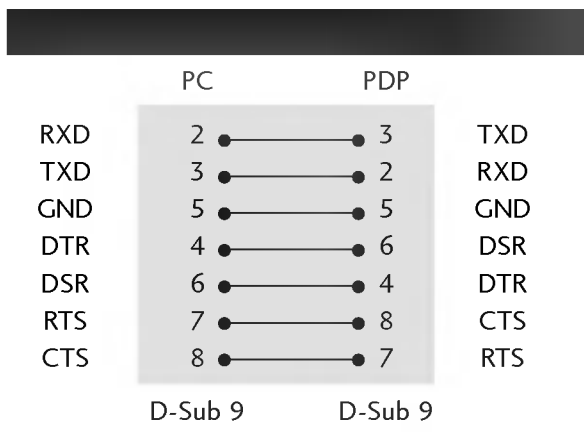 PC PDP
RXD 2 3 TXD
TXD 3 2 RXD
GND 5 5 GND
DTR 4 6 DSR
DSR 6 4 DTR
RTS 7 8 CTS
CTS 8 7 RTS
D-Sub 9 D-Sub 9